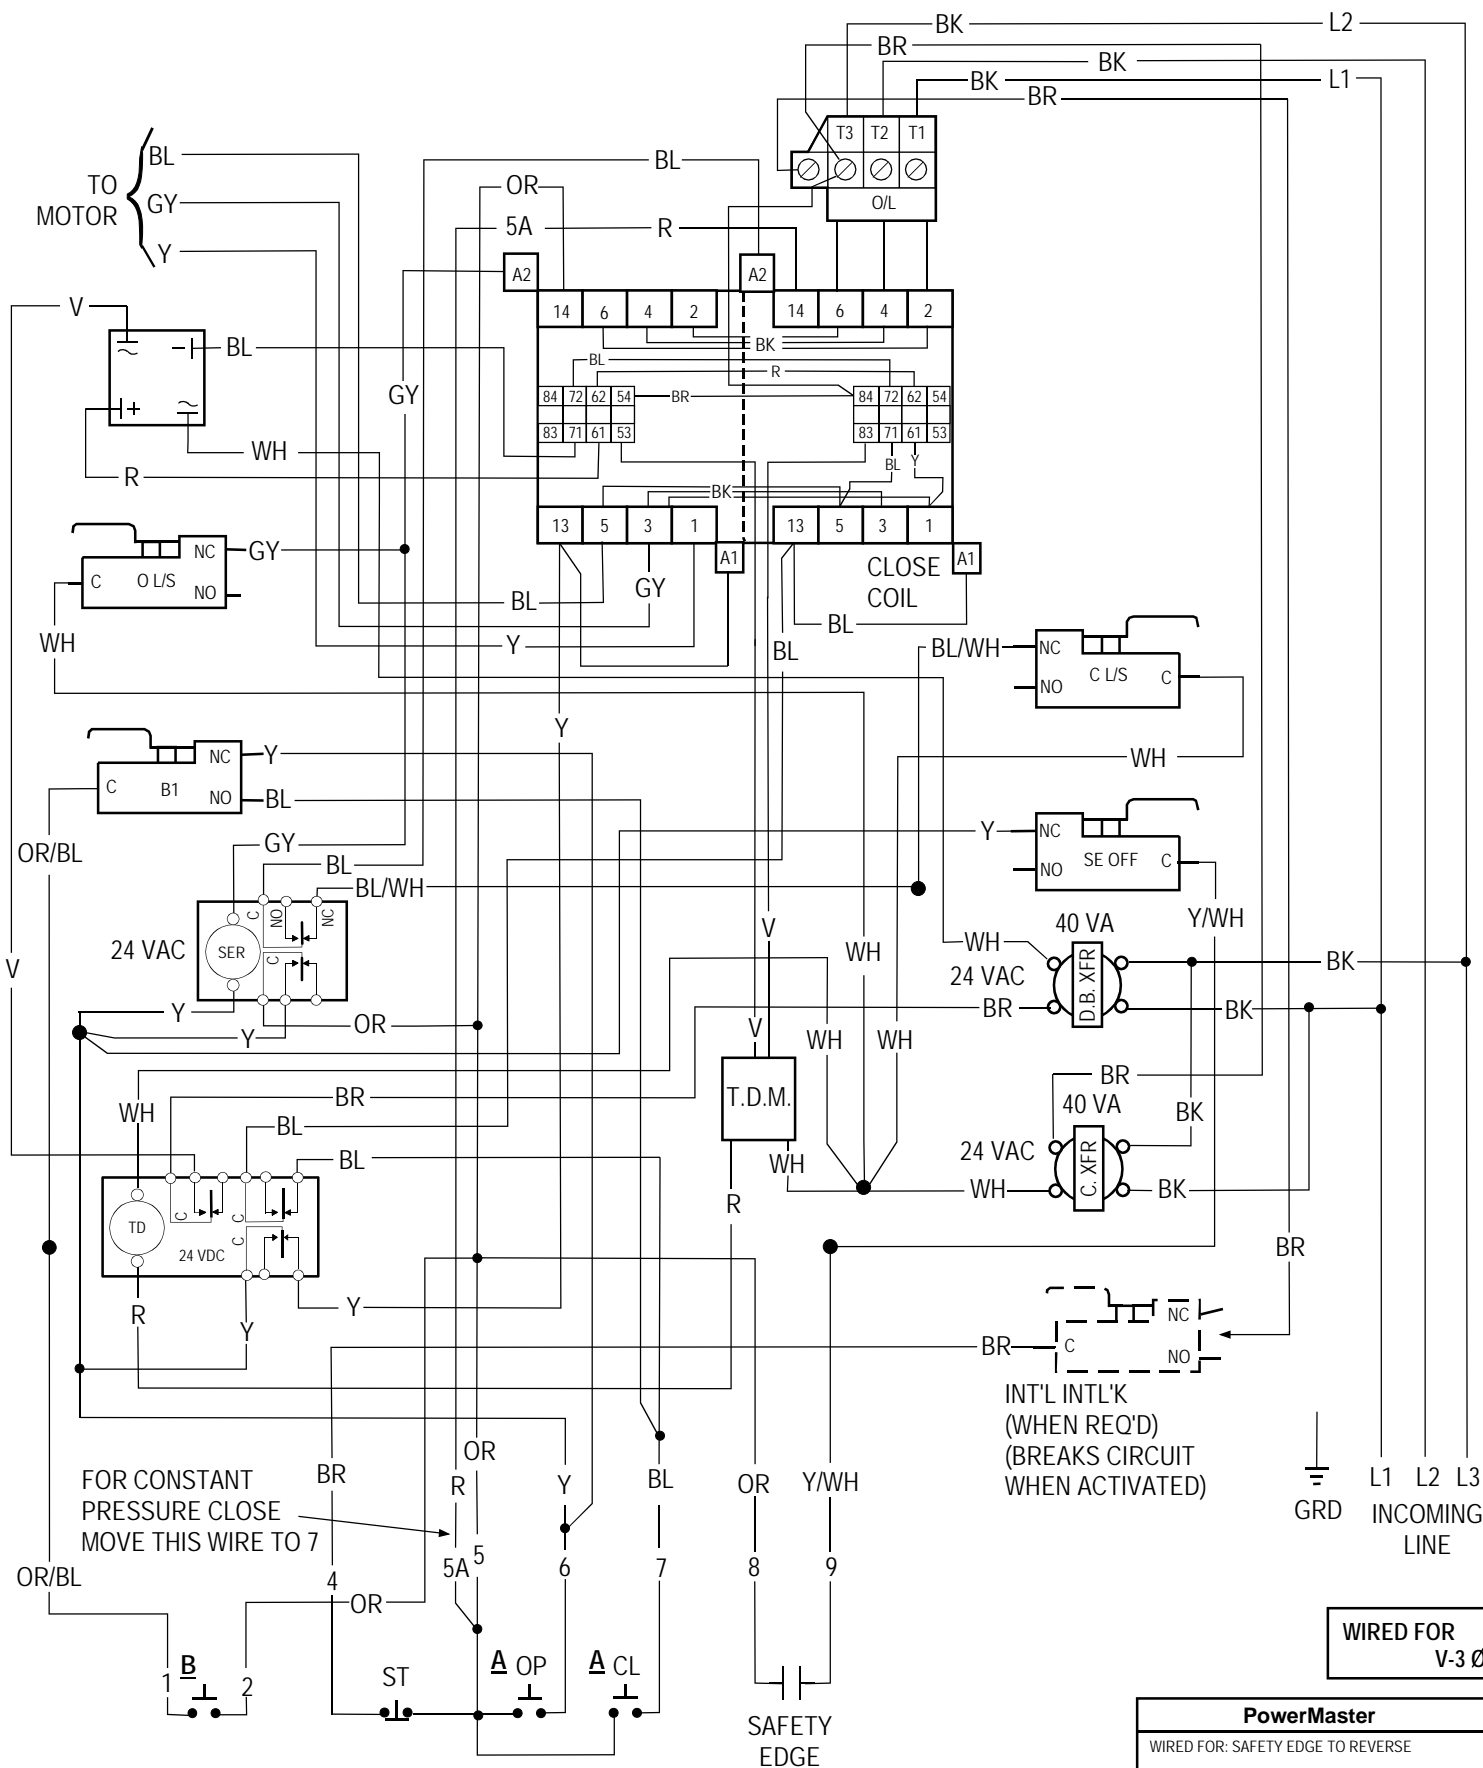 BK L2
BR
BK
BK L1
BR
T3 T2 T1
O/L
TO
MOTOR
BL
GY
Y
BL
OR
5A R
A2 A2
14 6 4 2 14 6 4 2
V
BL
BK
BL
R
84 72 62 54 BR 84 72 62 54
83 71 61 53 83 71 61 53
BL Y
GY
WH
R
BK
13 5 3 1 13 5 3 1
A1 A1
CLOSE
COIL
NC
C O L/S
NO
GY
WH
BL
GY
Y
BL
BL
BL/WH
NC
C L/S C
NO
Y
WH
NC
C B1
NO
Y
BL
OR/BL
Y
NC
SE OFF C
NO
Y/WH
GY
BL
BL/WH
24 VAC
SER
C NO NC
C
V
V
WH
WH
24 VAC
40 VA
D.B. XFR
BK
BR
BK
Y
Y
OR
V
WH
WH
T.D.M.
BR
BR
40 VA
BK
WH
BL
BL
WH
24 VAC
C. XFR
WH
BK
R
TD
C
C
C
24 VDC
BR
R
Y
Y
BR
NC
C
NO
INT'L INTL'K
(WHEN REQ'D)
(BREAKS CIRCUIT
WHEN ACTIVATED)
GRD
L1 L2 L3
INCOMING
LINE
FOR CONSTANT
PRESSURE CLOSE
MOVE THIS WIRE TO 7
BR
R
OR
Y
BL
OR
Y/WH
OR/BL
4
5A
5
6
7
8
9
OR
1
B
2
ST
A OP
A CL
SAFETY
EDGE
WIRED FOR
V-3 Ø
PowerMaster
WIRED FOR: SAFETY EDGE TO REVERSE